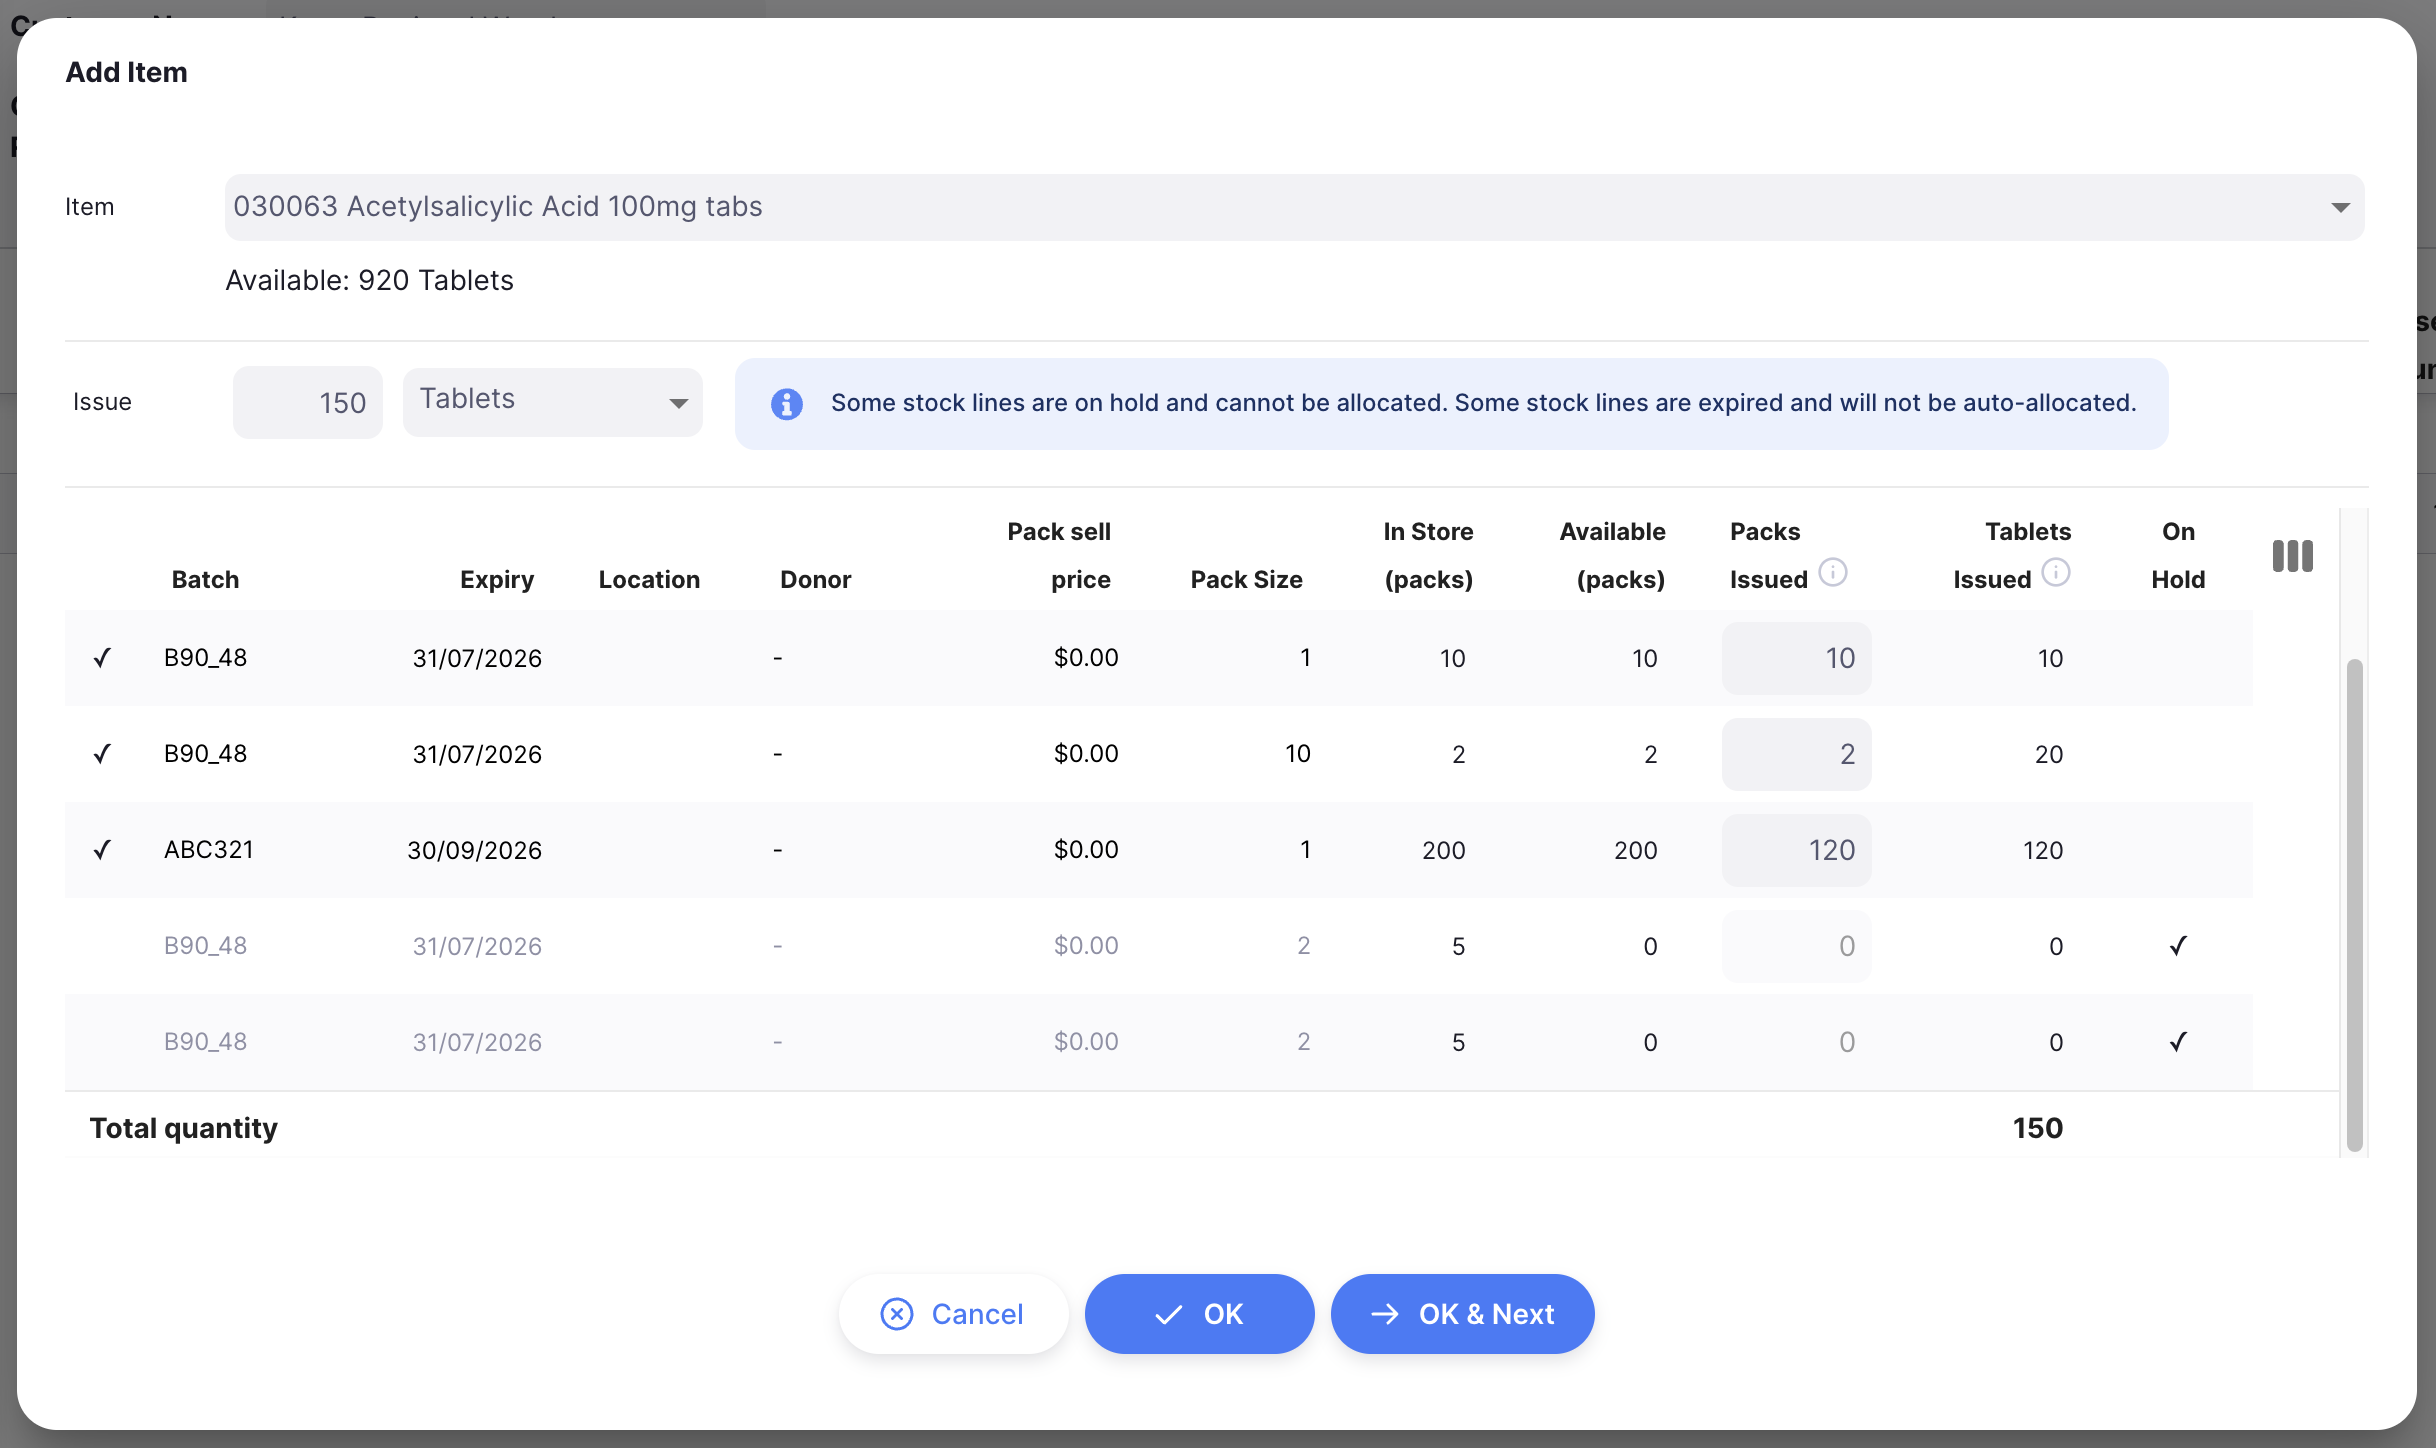 Add Item
Item 030063 Acetylsalicylic Acid 100mg tabs
Available: 920 Tablets
Issue 150 Tablets Some stock lines are on hold and cannot be allocated. Some stock lines are expired and will not be auto-allocated.
Batch Expiry Location Donor Pack sell price Pack Size In Store (packs) Available (packs) Packs Issued Tablets Issued On Hold
✓ B90_48 31/07/2026 - $0.00 1 10 10 10 10
✓ B90_48 31/07/2026 - $0.00 10 2 2 2 20
✓ ABC321 30/09/2026 - $0.00 1 200 200 120 120
B90_48 31/07/2026 - $0.00 2 5 0 0 0 ✓
B90_48 31/07/2026 - $0.00 2 5 0 0 0 ✓
Total quantity 150
Cancel OK OK & Next